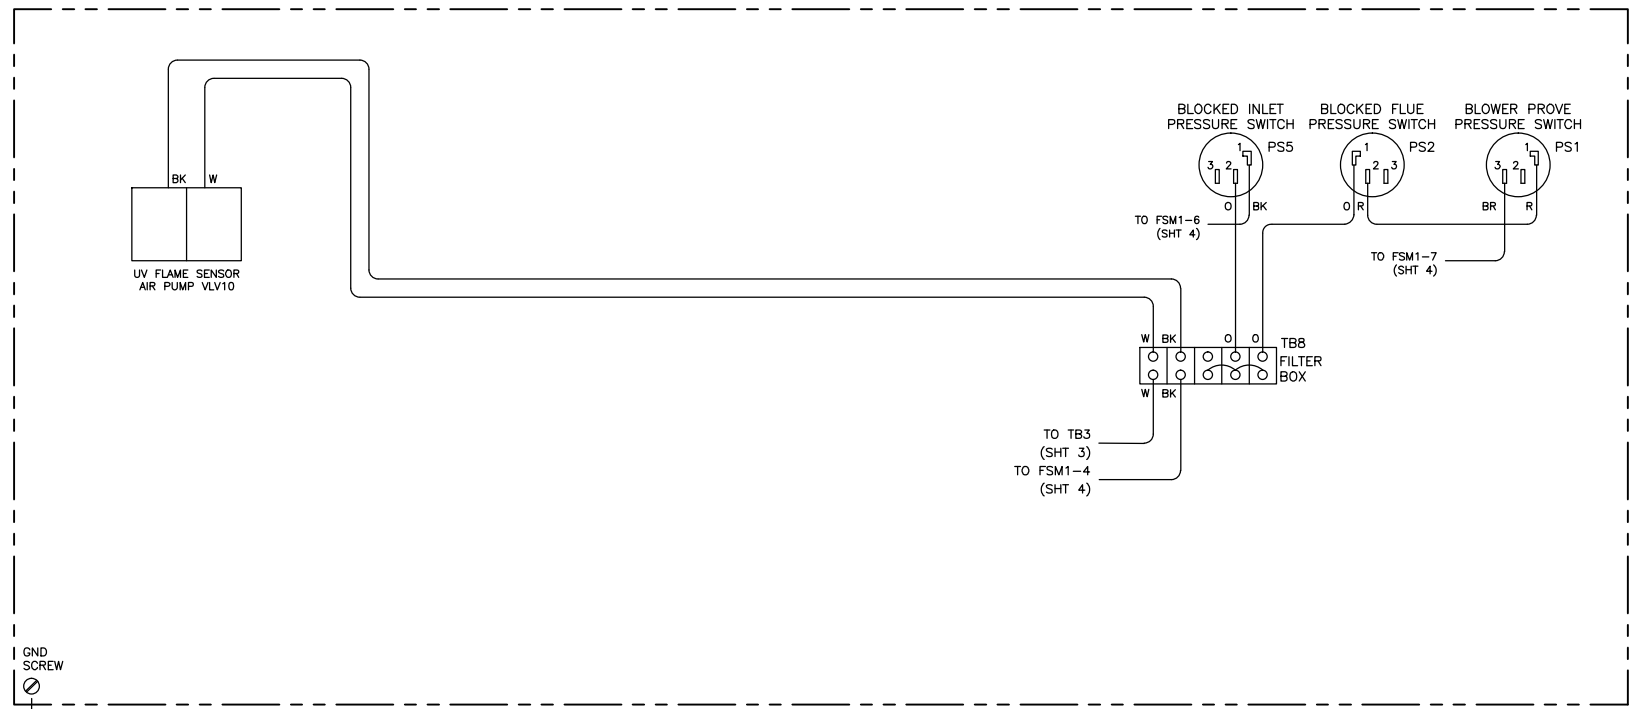 BLOCKED INLET
PRESSURE SWITCH
BLOCKED FLUE
PRESSURE SWITCH
BLOWER PROVE
PRESSURE SWITCH
1
PS5
3 2
1
PS2
2 3
1
PS1
3 2
BK W
O BK
O R
BR R
TO FSM1-6
(SHT 4)
TO FSM1-7
(SHT 4)
UV FLAME SENSOR
AIR PUMP VLV10
W BK O O
TB8
FILTER
BOX
W BK
TO TB3
(SHT 3)
TO FSM1-4
(SHT 4)
GND
SCREW